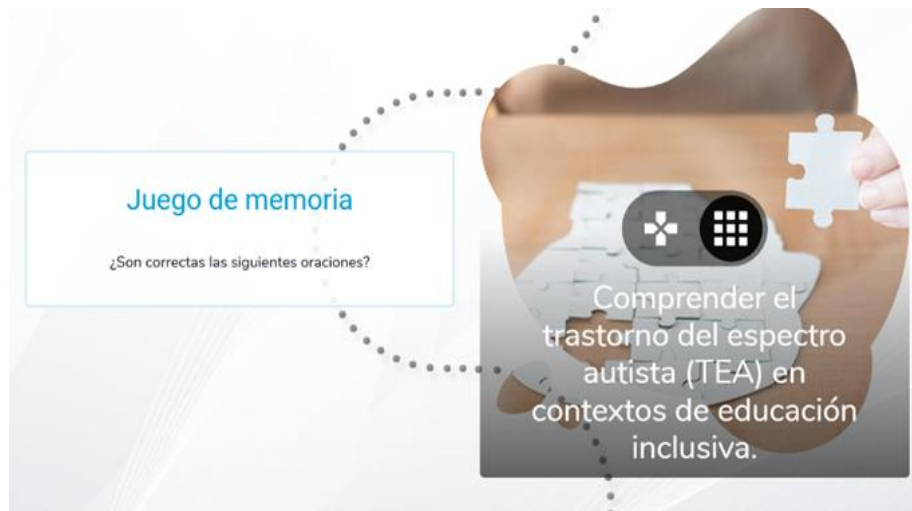 Juego de memoria
¿Son correctas las siguientes oraciones?
Comprender el
trastorno del espectro
autista (TEA) en
contextos de educación
inclusiva.